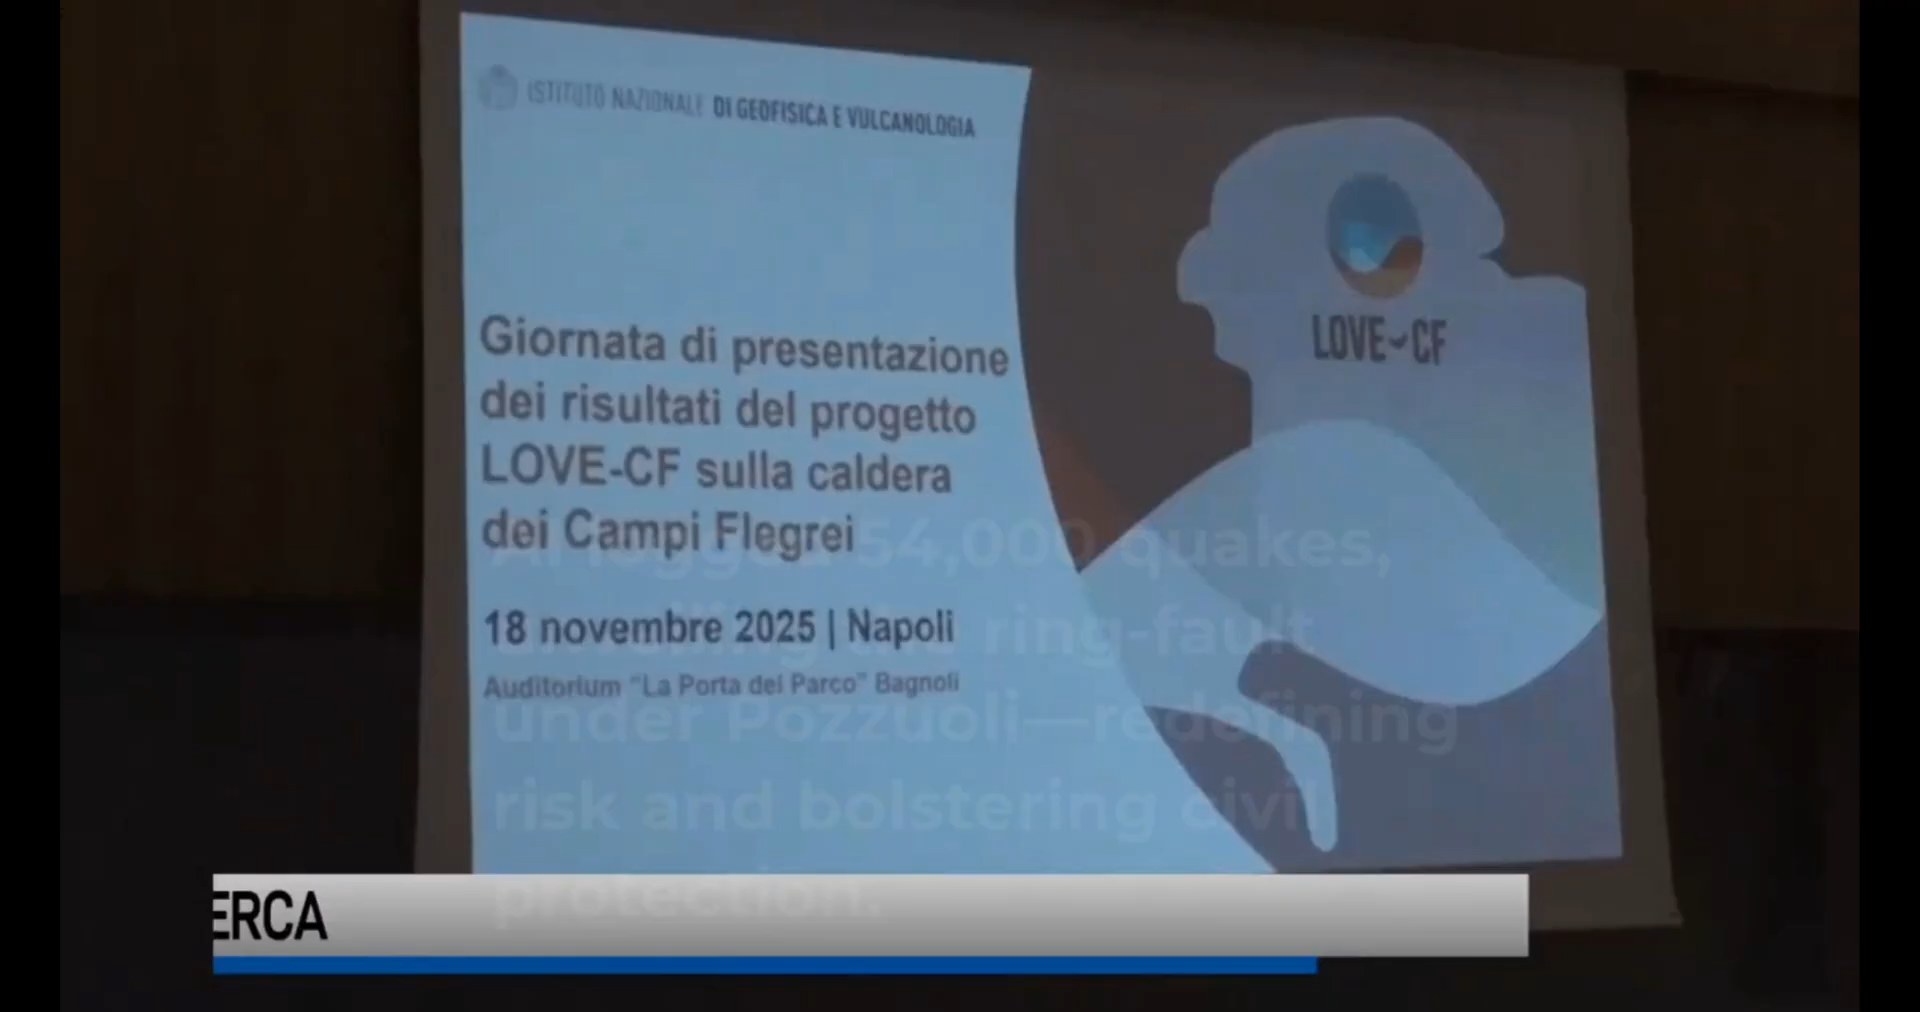 ISTITUTO NAZIONALE DI GEOFISICA E VULCANOLOGIA
LOVE-CF
Giornata di presentazione
dei risultati del progetto
LOVE-CF sulla caldera
dei Campi Flegrei
18 novembre 2025 | Napoli
Auditorium "La Porta del Parco" Bagnoli
54,000 quakes,
ring-fault
under Pozzuoli—redefining
risk and bolstering civil
protection.
ERCA